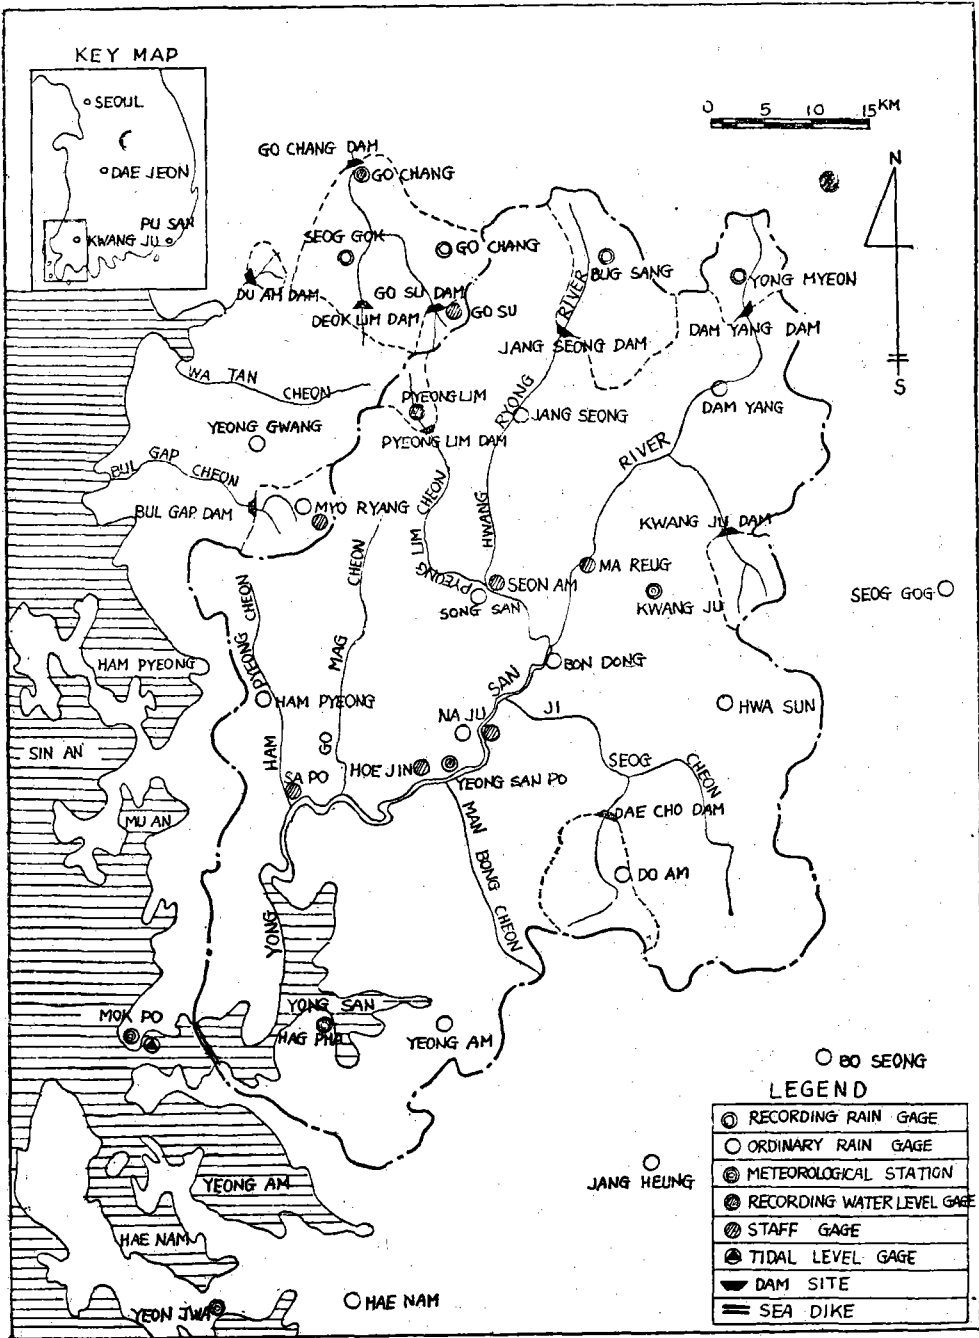 KEY MAP
SEOUL
DAE JEON
PU SAN
KWANG JU
0 5 10 15 KM
N
S
GO CHANG DAM
GO CHANG
SEOG GOK
GO CHANG
BUG SANG
YONG MYEON
DU AM DAM
GO SU DAM
DEOK LIM DAM
GO SU
RIVER
DAM YANG DAM
JANG SEONG DAM
WA TAN CHEON
PYEONG LIM
RYONG
JANG SEONG
DAM YANG
YEONG GWANG
PYEONG LIM DAM
RIVER
BUL GAP CHEON
BUL GAP DAM
MYO RYANG
CHEON
HWANG
KWANG JU DAM
CHEON
PYEONG LIM
SEON AM
MA REUG
SONG SAN
KWANG JU
SEOG GOG
CHEON
PYEONG
MAG
HAM PYEONG
BON DONG
SAN
HAM PYEONG
NA JU
JI
HWA SUN
SIN AN
HAM
GO
SA PO
HOE JIN
YEONG SAN PO
SEOG
CHEON
MU AN
MAN BONG CHEON
DAE CHO DAM
DO AM
YONG
YONG SAN
MOK PO
HAG PHA
YEONG AM
BO SEONG
JANG HEUNG
YEONG AM
HAE NAM
YEON JWA
HAE NAM
LEGEND
RECORDING RAIN GAGE
ORDINARY RAIN GAGE
METEOROLOGICAL STATION
RECORDING WATER LEVEL GAGE
STAFF GAGE
TIDAL LEVEL GAGE
DAM SITE
SEA DIKE